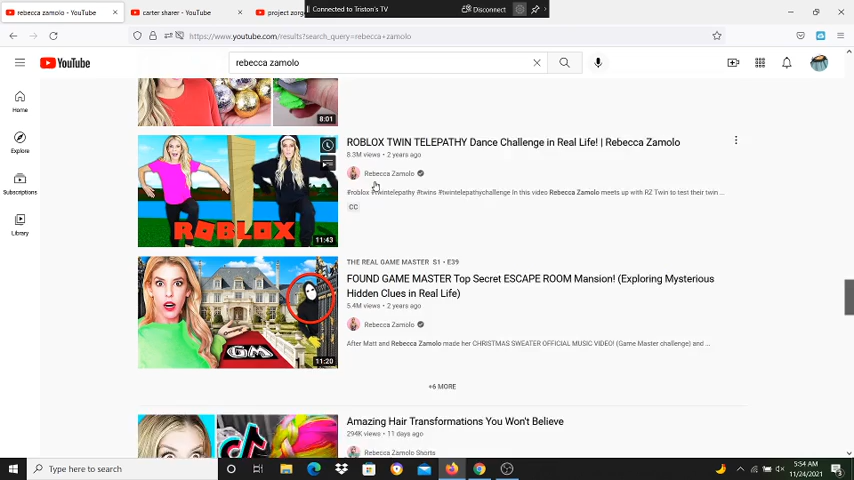 rebecca zamolo - YouTube
carter sharer - YouTube
project zorg
Connected to Triston's TV
Disconnect
https://www.youtube.com/results?search_query=rebecca+zamolo
YouTube
rebecca zamolo
Home
Explore
Subscriptions
Library
8:01
ROBLOX
11:43
ROBLOX TWIN TELEPATHY Dance Challenge in Real Life! | Rebecca Zamolo
8.3M views • 2 years ago
Rebecca Zamolo
#roblox #twintelepathy #twins #twintelepathychallenge In this video Rebecca Zamolo meets up with RZ Twin to test their twin ...
CC
GM
11:20
THE REAL GAME MASTER S1 • E39
FOUND GAME MASTER Top Secret ESCAPE ROOM Mansion! (Exploring Mysterious
Hidden Clues in Real Life)
5.4M views • 2 years ago
Rebecca Zamolo
After Matt and Rebecca Zamolo made her CHRISTMAS SWEATER OFFICIAL MUSIC VIDEO! (Game Master challenge) and ...
+6 MORE
Amazing Hair Transformations You Won't Believe
294K views • 11 days ago
Rebecca Zamolo Shorts
Type here to search
5:54 AM
11/24/2021
3